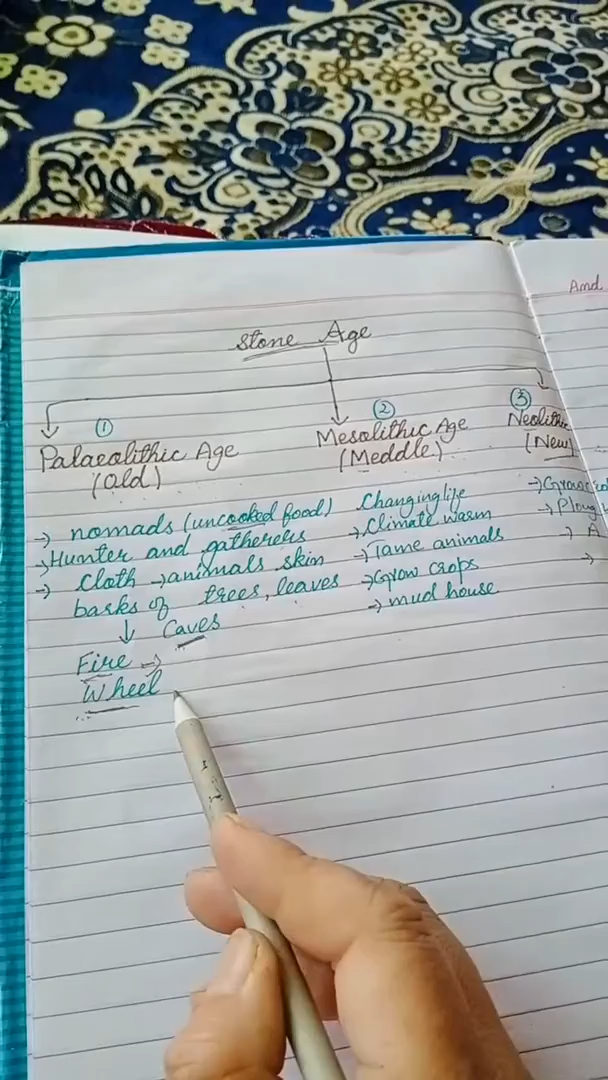 And
Stone Age
① ② ③
Palaeolithic Age
(Old)
Mesolithic Age
(Meddle)
Neolithic
(New)
→ nomads (uncooked food)
→ Hunter and gatherers
→ cloth → animals skin
barks of trees, leaves
↓ Caves
Fire →
Wheel
Changing life
→ Climate warm
→ Tame animals
→ Grow crops
→ mud house
→
→ Ploug
→ A
→